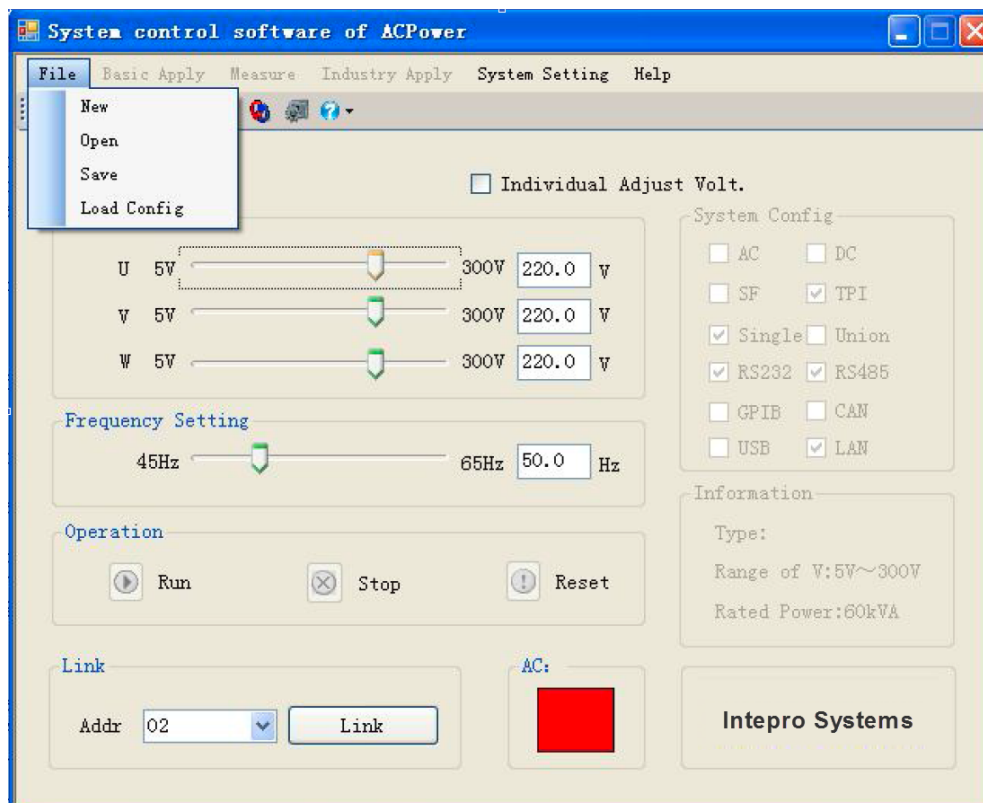 System control software of ACPower
File Basic Apply Measure Industry Apply System Setting Help
New
Open
Save
Load Config
Individual Adjust Volt.
U 5V 300V 220.0 V
V 5V 300V 220.0 V
W 5V 300V 220.0 V
Frequency Setting
45Hz 65Hz 50.0 Hz
Operation
Run Stop Reset
Link
Addr 02 Link
AC:
System Config
AC DC
SF TPI
Single Union
RS232 RS485
GPIB CAN
USB LAN
Information
Type:
Range of V:5V~300V
Rated Power:60kVA
Intepro Systems